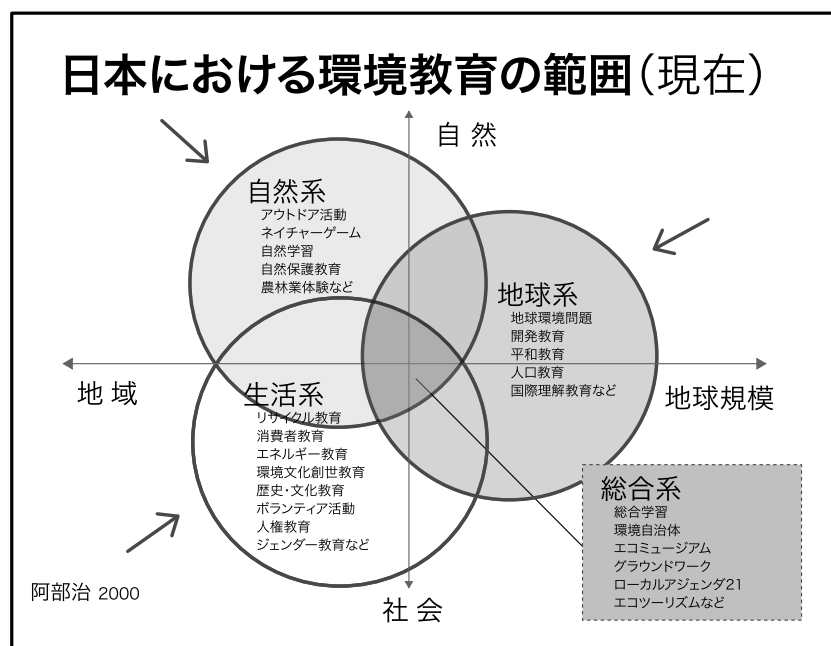 日本における環境教育の範囲（現在）
自 然
自然系
アウトドア活動
ネイチャーゲーム
自然学習
自然保護教育
農林業体験など
地球系
地球環境問題
開発教育
平和教育
人口教育
国際理解教育など
地 域
地球規模
生活系
リサイクル教育
消費者教育
エネルギー教育
環境文化創世教育
歴史・文化教育
ボランティア活動
人権教育
ジェンダー教育など
総合系
総合学習
環境自治体
エコミュージアム
グラウンドワーク
ローカルアジェンダ21
エコツーリズムなど
阿部治 2000
社 会